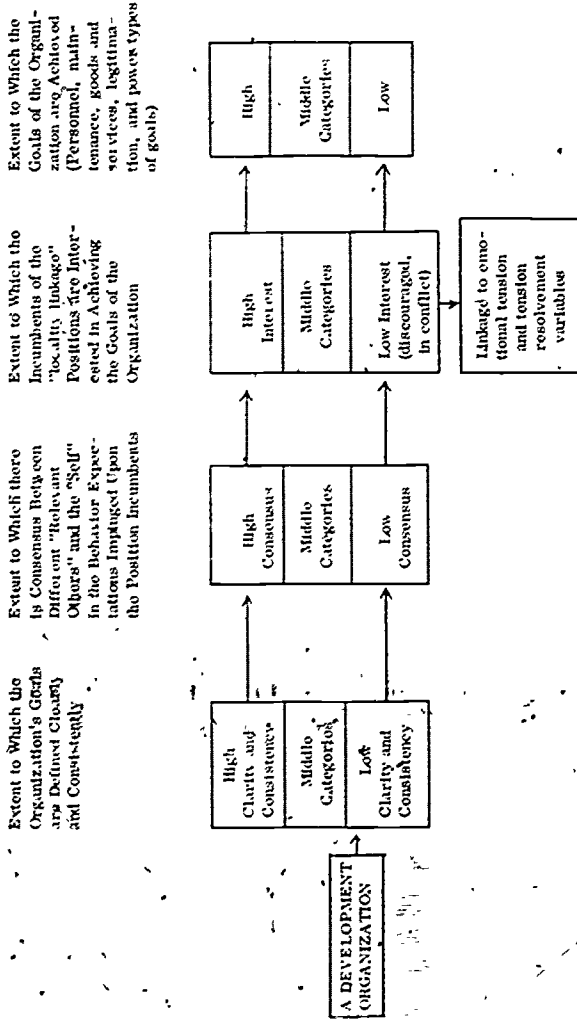 Extent to Which the
Organization's Goals
are Defined Clearly
and Consistently
Extent to Which there
is Consensus Between
Different "Relevant
Others" and the "Self"
in the Behavior Expec-
tations Impinged Upon
the Position Incumbents
Extent to Which the
Incumbents of the
"locality linkage"
Positions are Inter-
ested in Achieving
the Goals of the
Organization
Extent to Which the
Goals of the Organi-
zation are Achieved
(Personnel, main-
tenance, goods and
services, legitima-
tion, and power types
of goals)
A DEVELOPMENT
ORGANIZATION
High
Clarity and
Consistency
Middle
Categories
Low
Clarity and
Consistency
High
Consensus
Middle
Categories
Low
Consensus
High
Interest
Middle
Categories
Low Interest
(discouraged,
in conflict)
Linkage to emo-
tional tension
and tension
resolvement
variables
High
Middle
Categories
Low